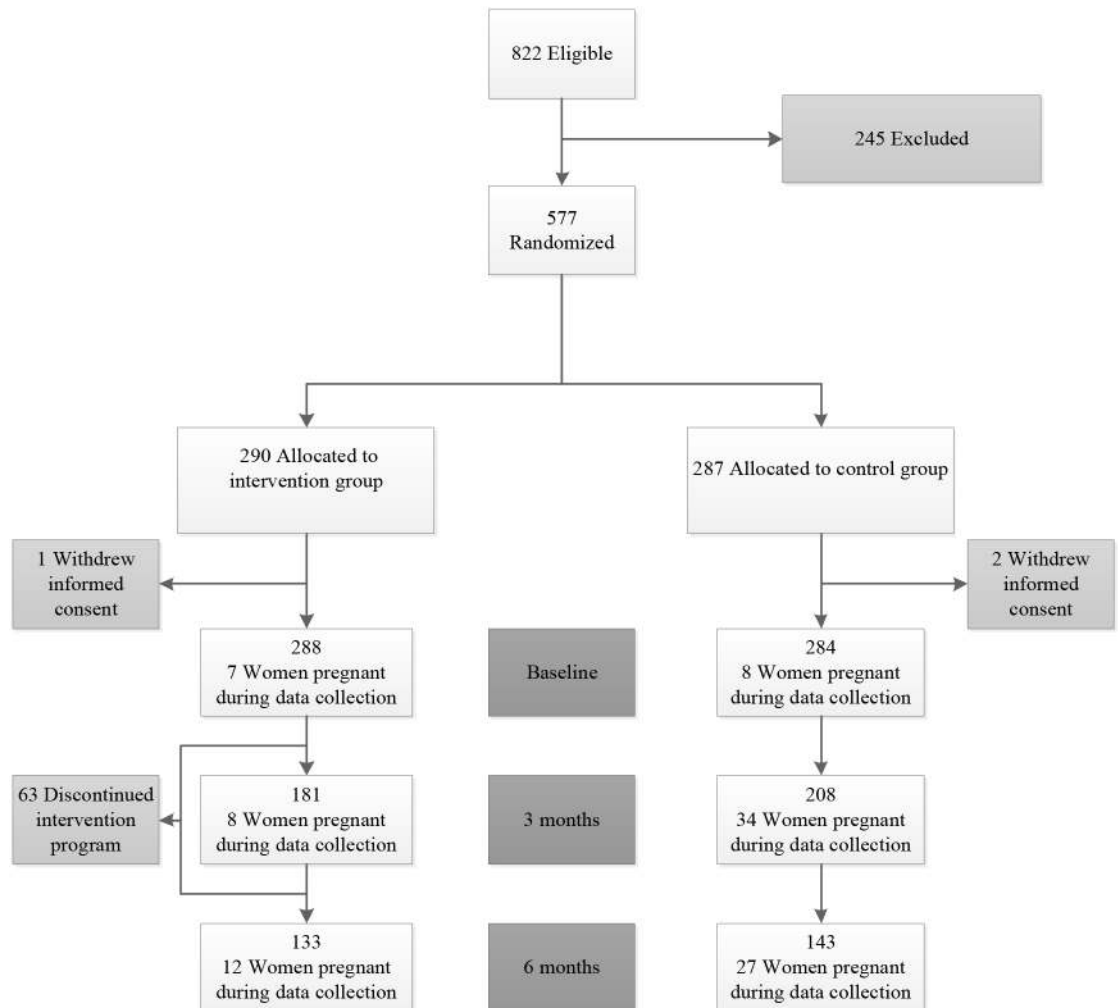 822 Eligible
245 Excluded
577
Randomized
290 Allocated to
intervention group
287 Allocated to control group
1 Withdrew
informed
consent
2 Withdrew
informed
consent
288
7 Women pregnant
during data collection
Baseline
284
8 Women pregnant
during data collection
63 Discontinued
intervention
program
181
8 Women pregnant
during data collection
3 months
208
34 Women pregnant
during data collection
133
12 Women pregnant
during data collection
6 months
143
27 Women pregnant
during data collection